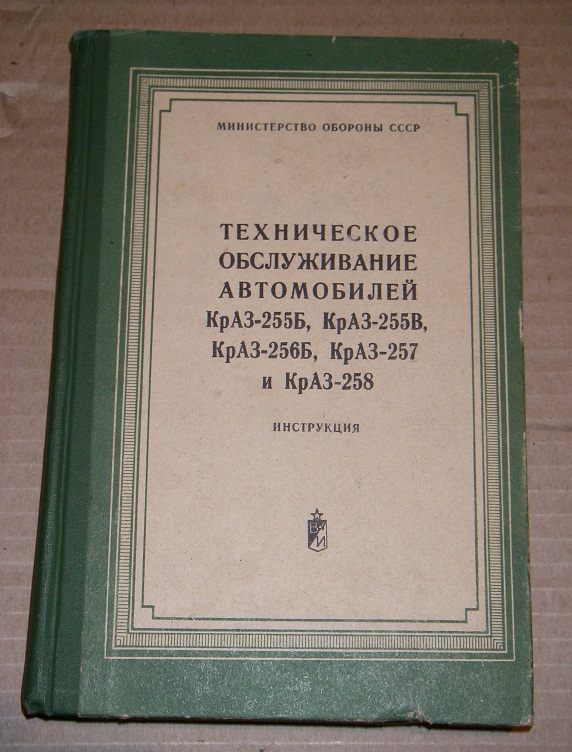 МИНИСТЕРСТВО ОБОРОНЫ СССР
ТЕХНИЧЕСКОЕ
ОБСЛУЖИВАНИЕ
АВТОМОБИЛЕЙ
КрАЗ-255Б, КрАЗ-255В,
КрАЗ-256Б, КрАЗ-257
и КрАЗ-258
ИНСТРУКЦИЯ
В
И